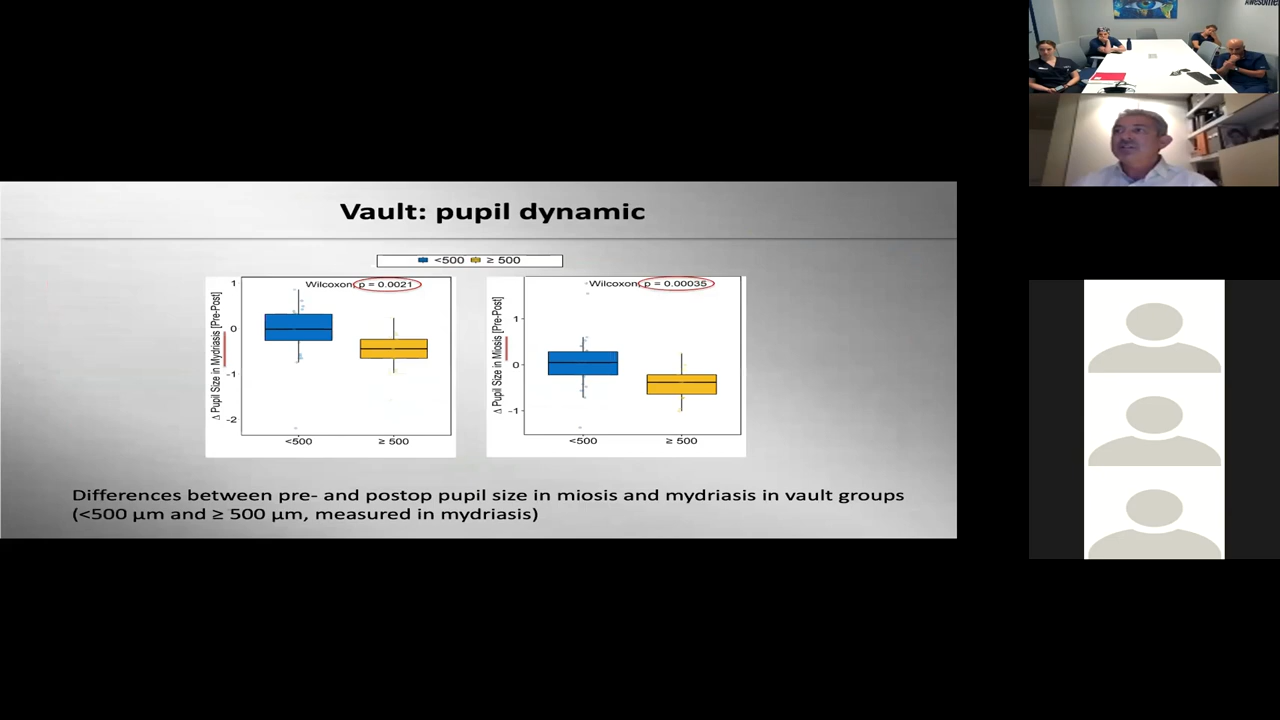 Awesome
Vault: pupil dynamic
<500 ≥ 500
Wilcoxon, p = 0.0021
Δ Pupil Size in Mydriasis [Pre-Post]
1
0
-1
-2
<500 ≥ 500
Wilcoxon, p = 0.00035
Δ Pupil Size in Miosis [Pre-Post]
1
0
-1
<500 ≥ 500
Differences between pre- and postop pupil size in miosis and mydriasis in vault groups
(<500 µm and ≥ 500 µm, measured in mydriasis)